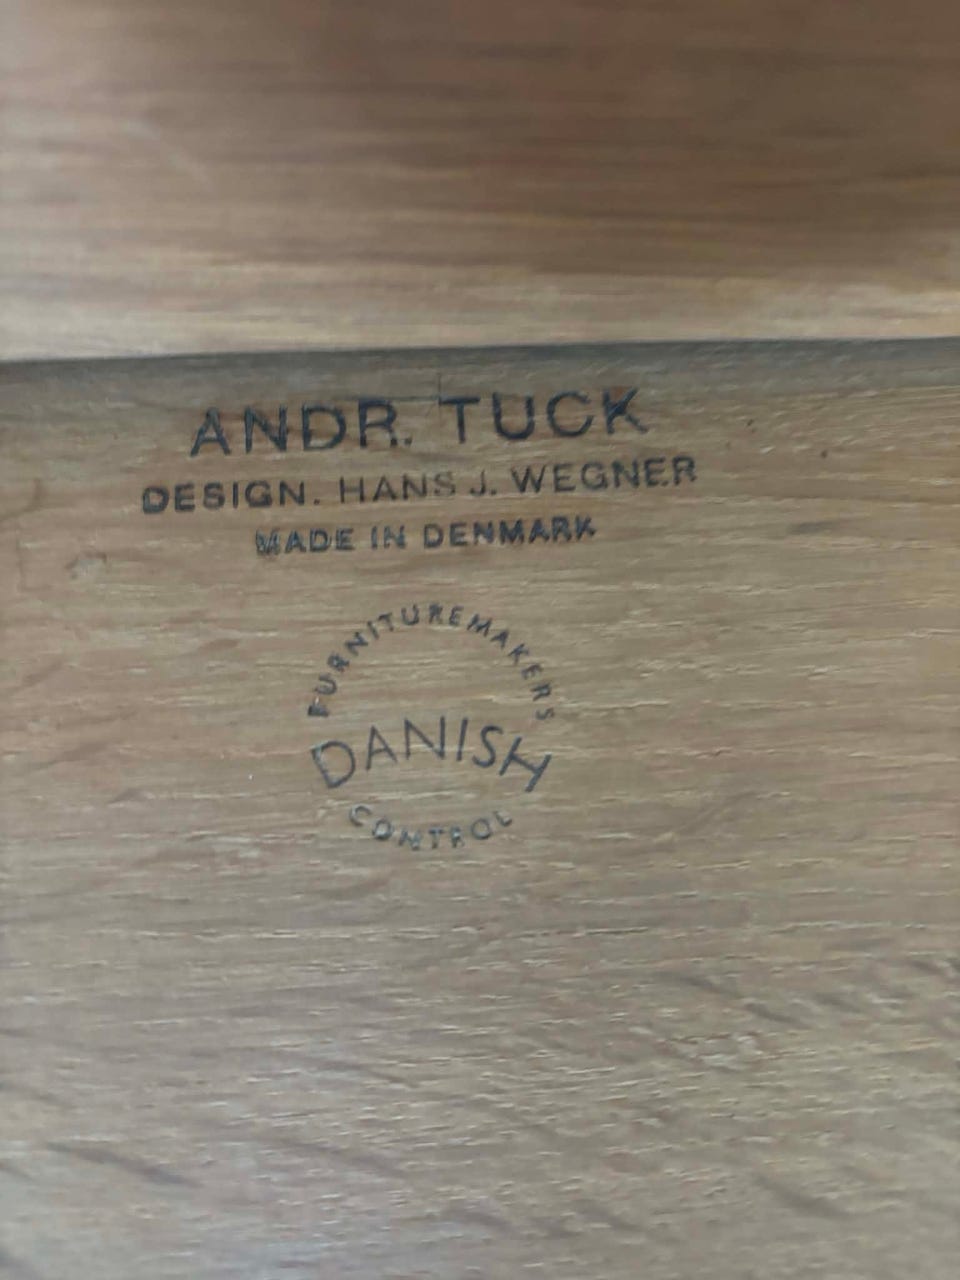 ANDR. TUCK
DESIGN. HANS J. WEGNER
MADE IN DENMARK
FURNITUREMAKERS
DANISH
CONTROL